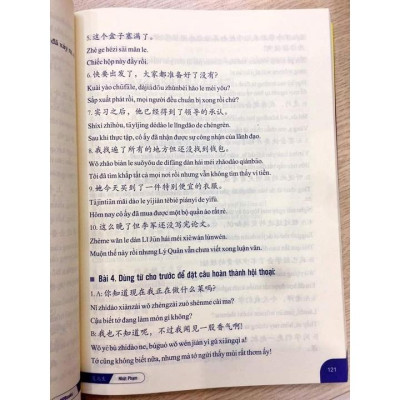 5. 这个盒子塞满了。
Zhè ge hézi sāi mǎn le.
Chiếc hộp này đầy rồi.
6. 快要出发了，大家都准备好了没有？
Kuài yào chūfā le, dàjiā dōu zhǔnbèi hǎo le méi yǒu?
Sắp xuất phát rồi, mọi người đều chuẩn bị xong rồi chứ?
7. 实习之后，他已经得到了领导的承认。
Shíxí zhīhòu, tā yǐjīng dédào le lǐngdǎo de chéngrèn.
Sau khi thực tập, cô ấy đã nhận được sự công nhận của lãnh đạo.
8. 我找遍了所有的地方但还没找到钱包。
Wǒ zhǎo biàn le suǒyǒu de dìfāng dàn hái méi zhǎodào qiánbāo.
Tôi đã tìm khắp tất cả mọi nơi rồi nhưng vẫn không tìm thấy ví tiền.
9. 她今天买到了一件特别便宜的衣服。
Tā jīntiān mǎi dào le yí jiàn tèbié piányi de yīfú.
Hôm nay cô ấy đã mua được một bộ quần áo rất rẻ.
10. 这么晚了但李军还没写完论文。
Zhème wǎn le dàn LǐJūn hái méi xiě wán lùnwén.
Muộn thế này rồi nhưng Lý Quân vẫn chưa viết xong luận văn.
Bài 4. Dùng từ cho trước để đặt câu hoàn thành hội thoại:
1. A: 你知道现在我正在做什么菜吗？
Nǐ zhīdào xiànzài wǒ zhèngzài zuò shénme cài ma?
Cậu biết tớ đang làm món gì không?
B: 我也不知道呢，不过我闻见一股香气啊！
Wǒ yě bù zhīdào ne, búguò wǒ wén jiàn yì gǔ xiāngqì a!
Tớ cũng không biết nữa, nhưng mà tớ ngửi thấy mùi rất thơm ấy!
121
Nhật Phạm